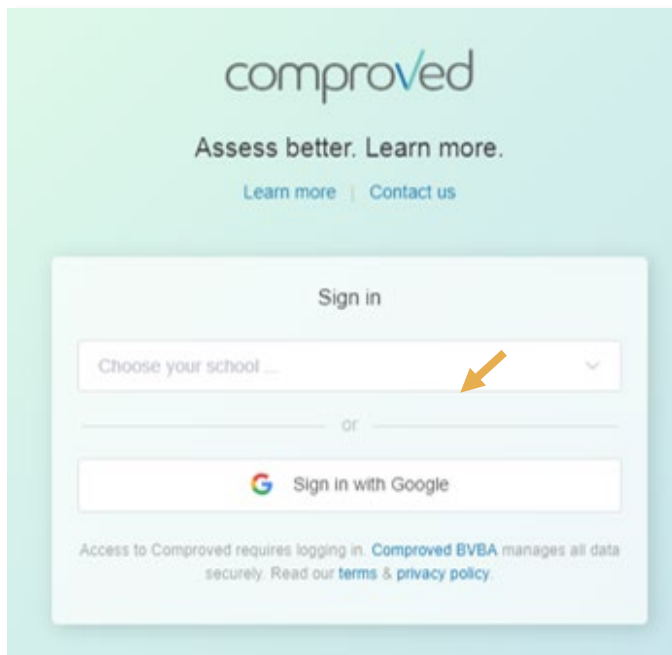 comproved
Assess better. Learn more.
Learn more | Contact us
Sign in
Choose your school ...
or
Sign in with Google
Access to Comproved requires logging in. Comproved BVBA manages all data
securely. Read our terms & privacy policy.